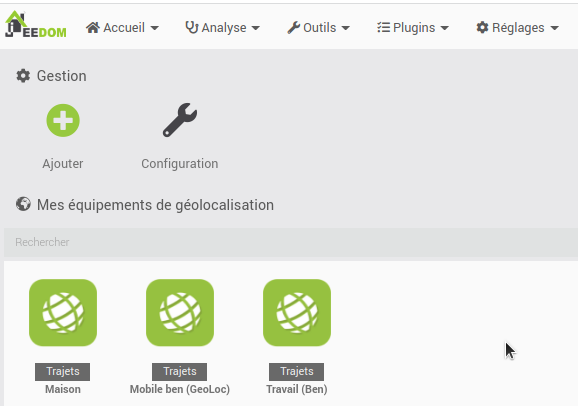 JEEDOM Accueil Analyse Outils Plugins Réglages
Gestion
Ajouter Configuration
Mes équipements de géolocalisation
Rechercher
Trajets Trajets Trajets
Maison Mobile ben (GeoLoc) Travail (Ben)